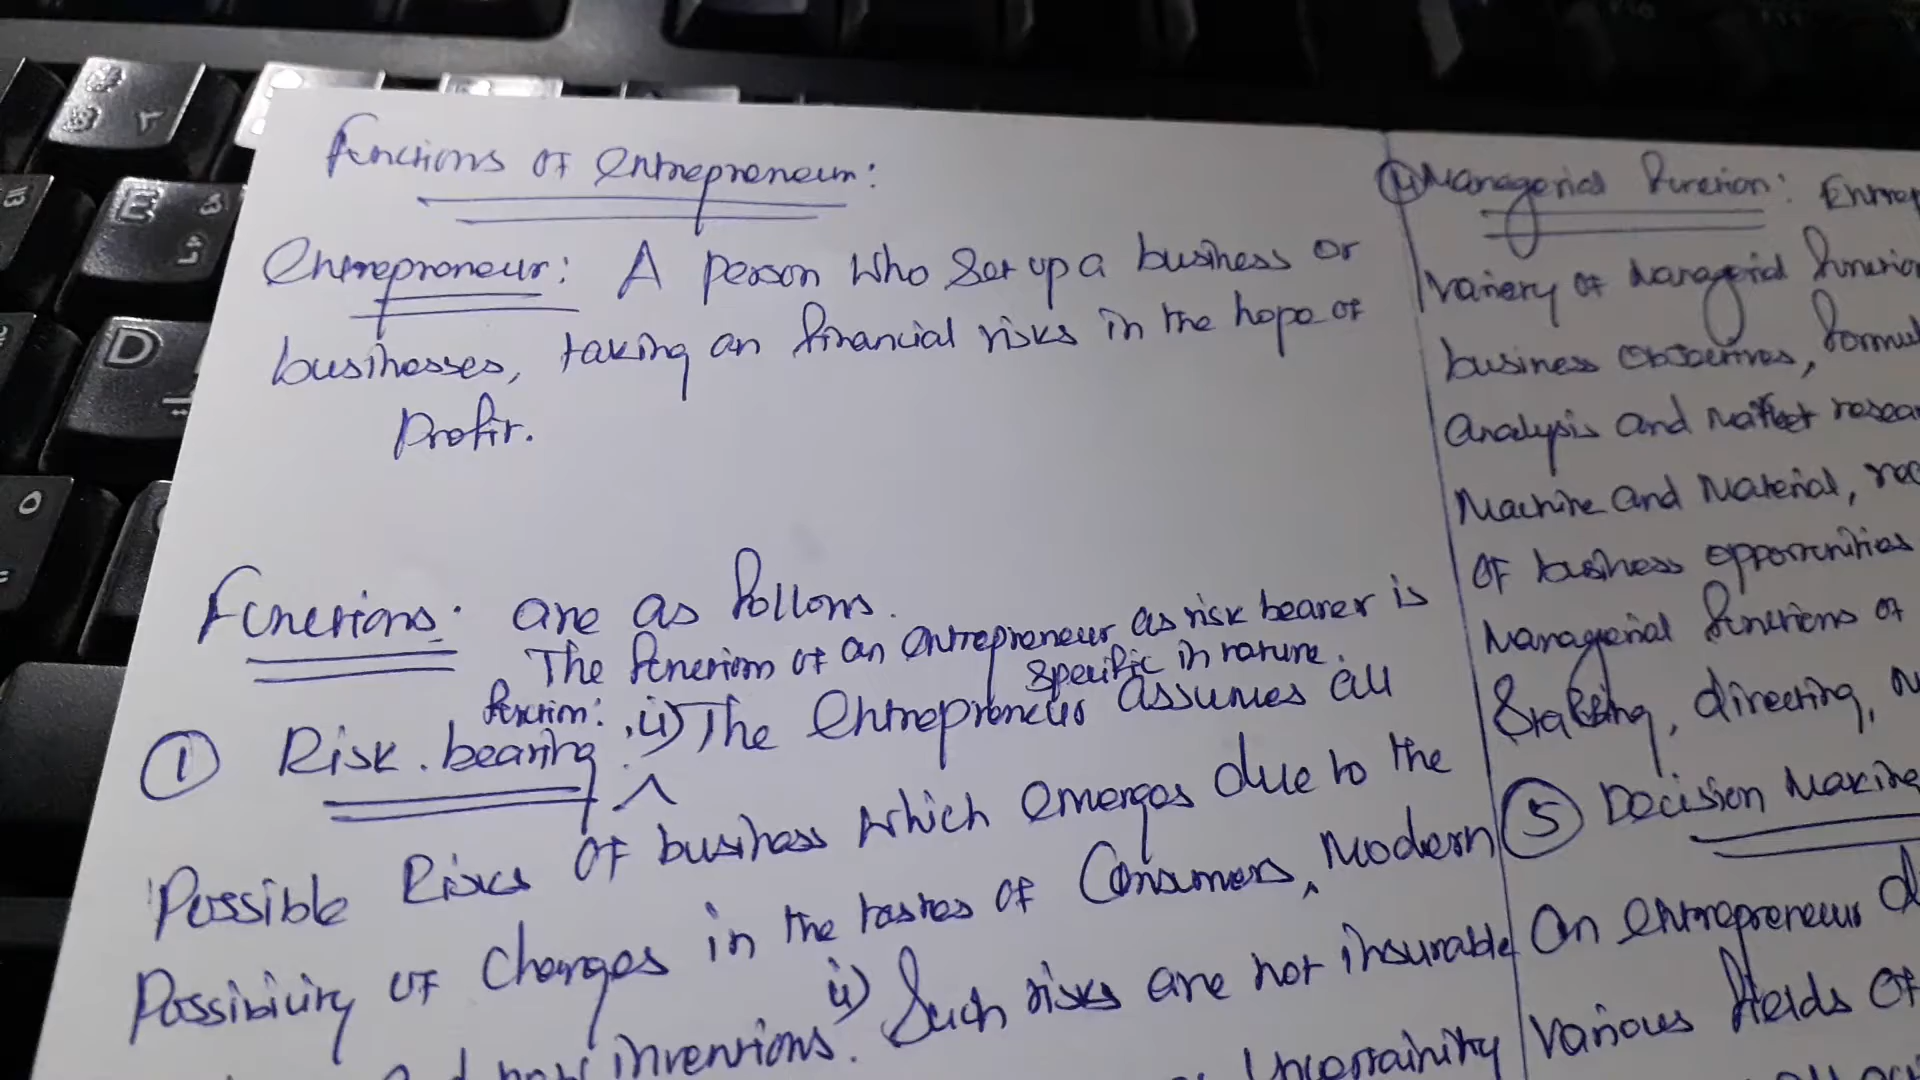 Functions of entrepreneur:
Entrepreneur: A person who set up a business or
businesses, taking an financial risks in the hope of
Profit.
Functions: are as follows.
The function of an entrepreneur as risk bearer is
specific in nature.
① Risk. bearing function: ii) The Entrepreneur assumes all
Possible Risks of business which emerges due to the
Possibility of changes in the tastes of Consumers, Modern
new inventions. ii) Such risks are not insurable
Uncertainity
④ Managerial function:
Variety of Managerial
business objectives,
Analysis and Market
Machine and Material,
of business opportunities
Managerial functions of
Staffing, directing,
⑤ Decision Making
An entrepreneur
various fields of
E
D